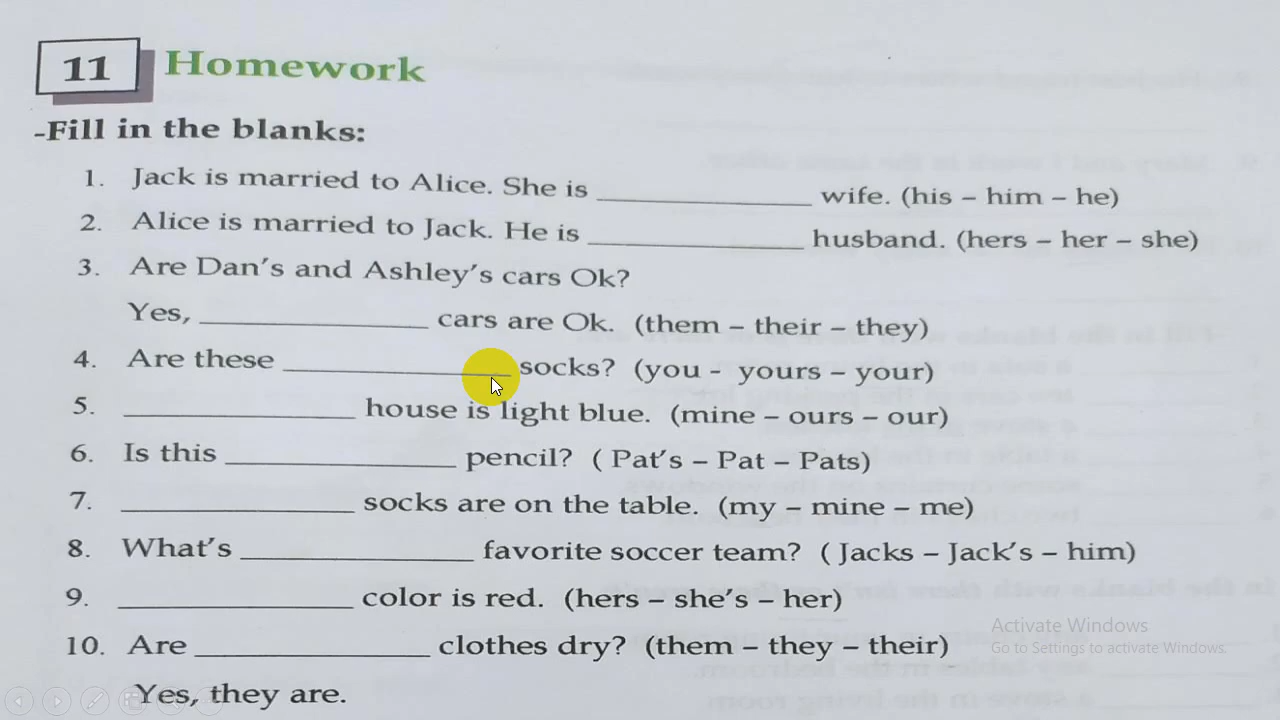 11 Homework
-Fill in the blanks:
1. Jack is married to Alice. She is ____________ wife. (his – him – he)
2. Alice is married to Jack. He is ____________ husband. (hers – her – she)
3. Are Dan's and Ashley's cars Ok?
Yes, ____________ cars are Ok. (them – their – they)
4. Are these ____________ socks? (you - yours - your)
5. ____________ house is light blue. (mine – ours – our)
6. Is this ____________ pencil? ( Pat's – Pat – Pats)
7. ____________ socks are on the table. (my – mine – me)
8. What's ____________ favorite soccer team? ( Jacks – Jack's – him)
9. ____________ color is red. (hers – she's – her)
Activate Windows
10. Are ____________ clothes dry? (them – they – their)
Go to Settings to activate Windows.
Yes, they are.